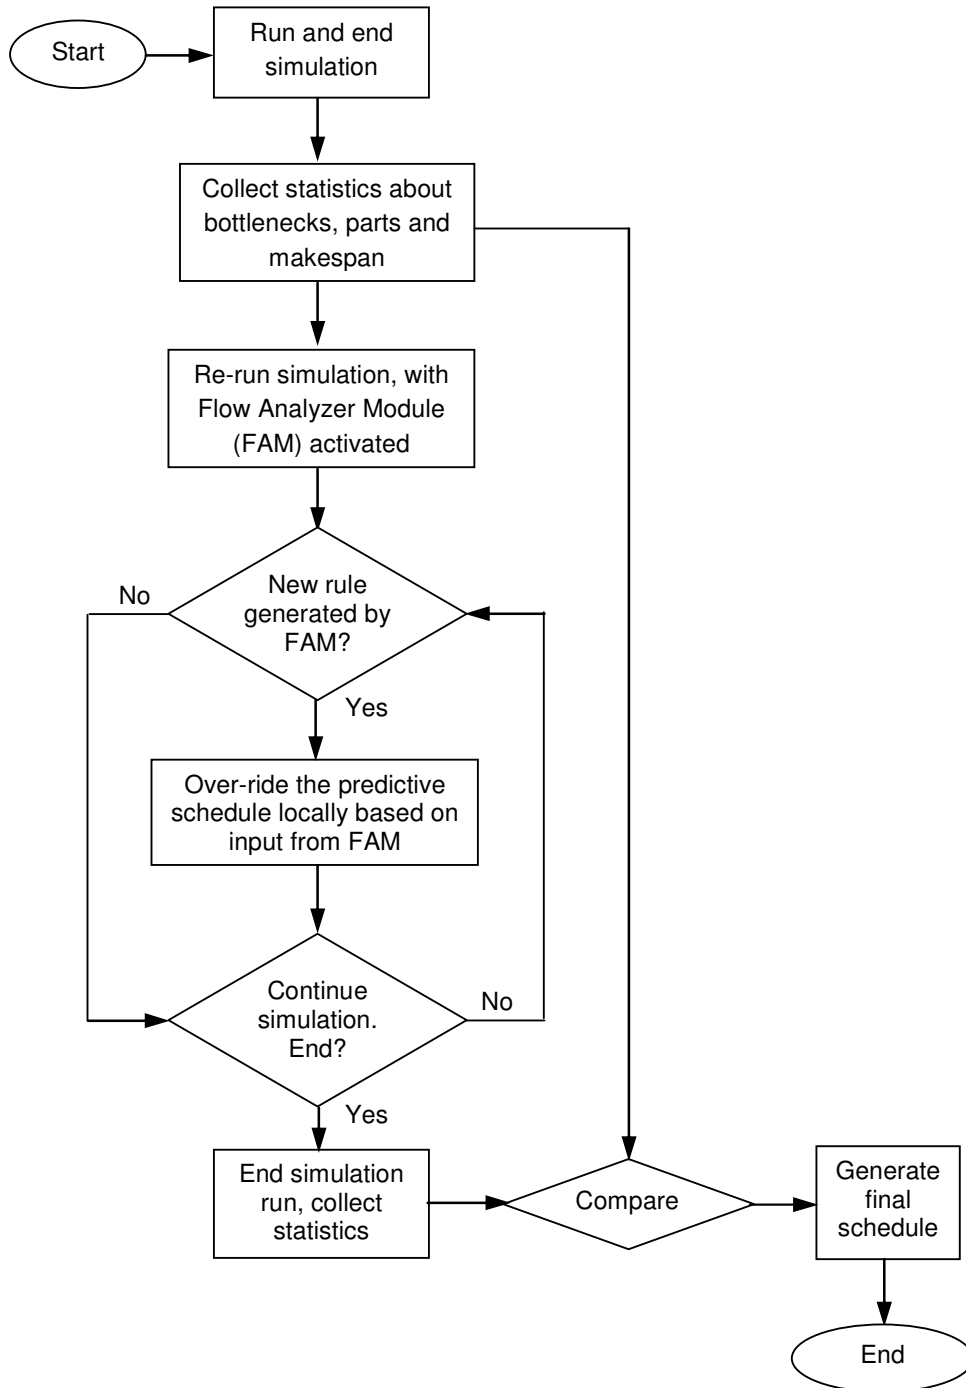 Start
Run and end
simulation
Collect statistics about
bottlenecks, parts and
makespan
Re-run simulation, with
Flow Analyzer Module
(FAM) activated
No
New rule
generated by
FAM?
Yes
Over-ride the predictive
schedule locally based on
input from FAM
Continue
simulation.
End?
No
Yes
End simulation
run, collect
statistics
Compare
Generate
final
schedule
End